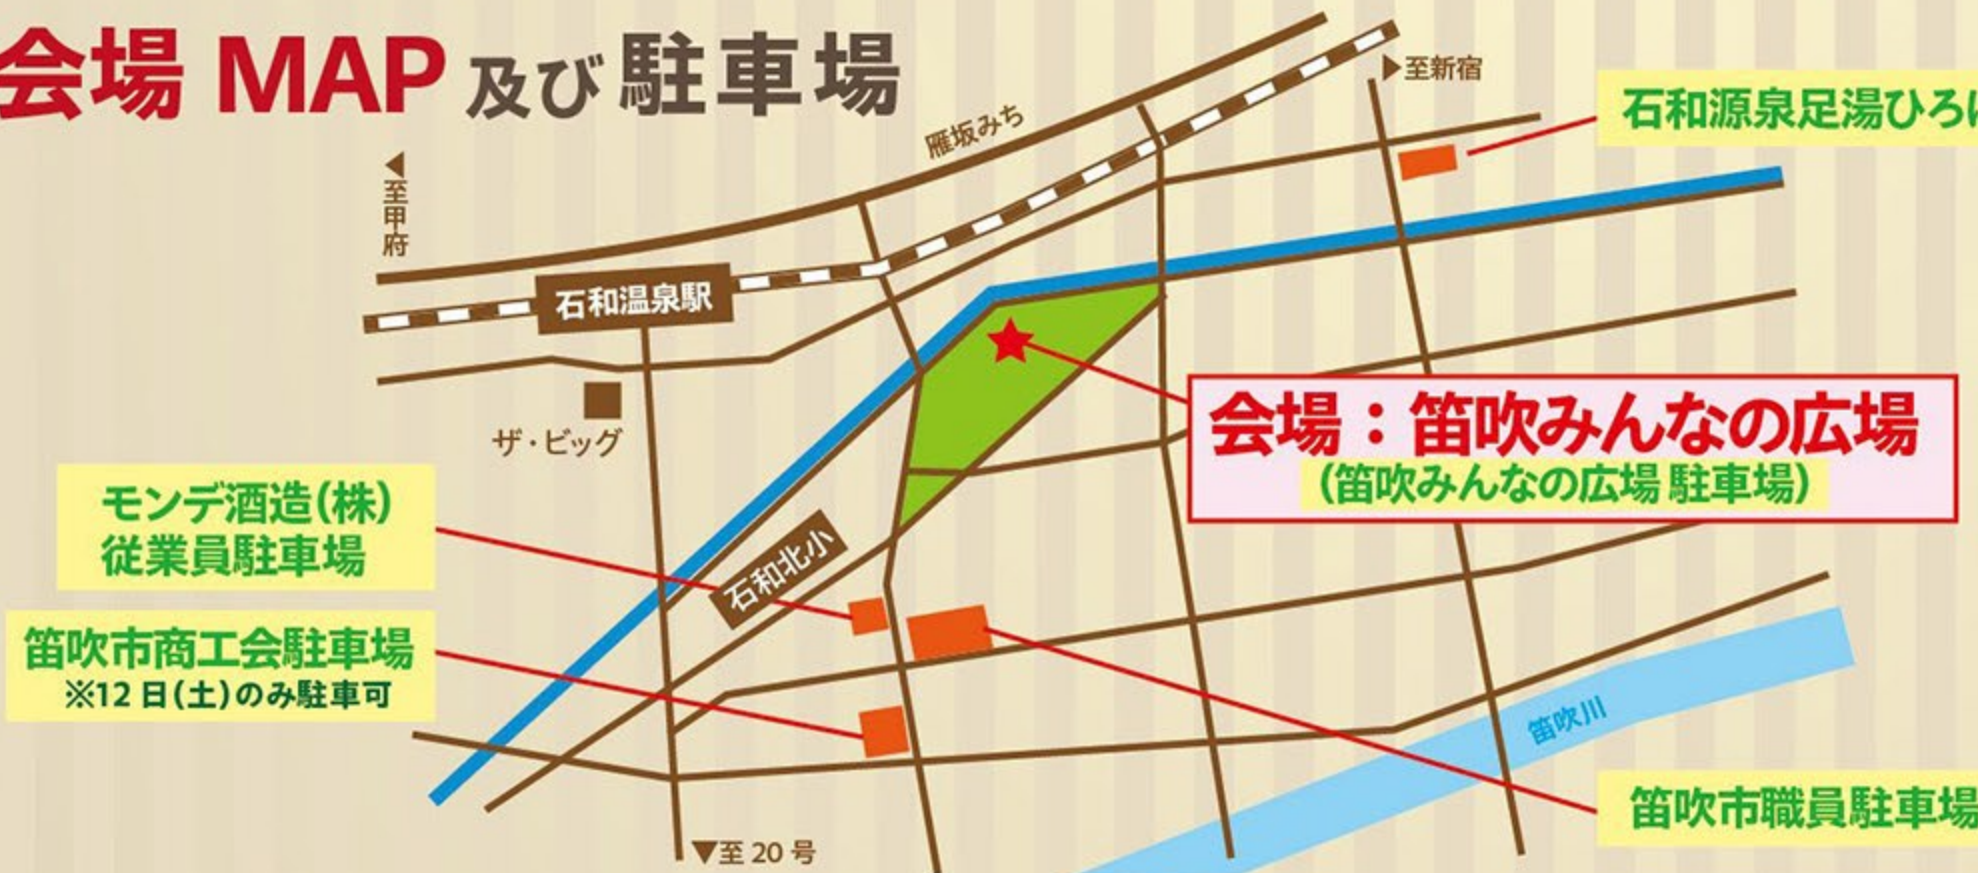 会場 MAP 及び 駐車場
▶至新宿
石和源泉足湯ひろ
雁坂みち
◀至甲府
石和温泉駅
ザ・ビッグ
会場：笛吹みんなの広場
（笛吹みんなの広場 駐車場）
モンデ酒造(株)
従業員駐車場
石和北小
笛吹市商工会駐車場
※12日(土)のみ駐車可
笛吹川
笛吹市職員駐車場
▼至20号